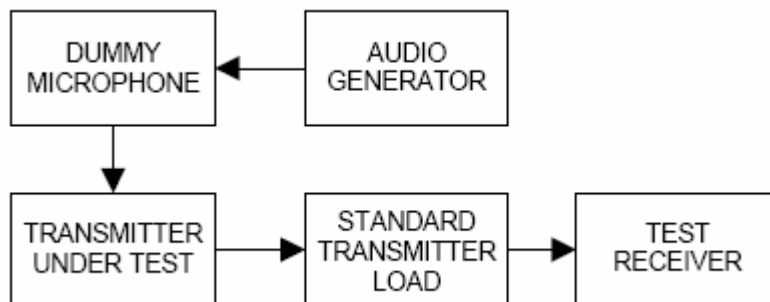 DUMMY
MICROPHONE
AUDIO
GENERATOR
TRANSMITTER
UNDER TEST
STANDARD
TRANSMITTER
LOAD
TEST
RECEIVER